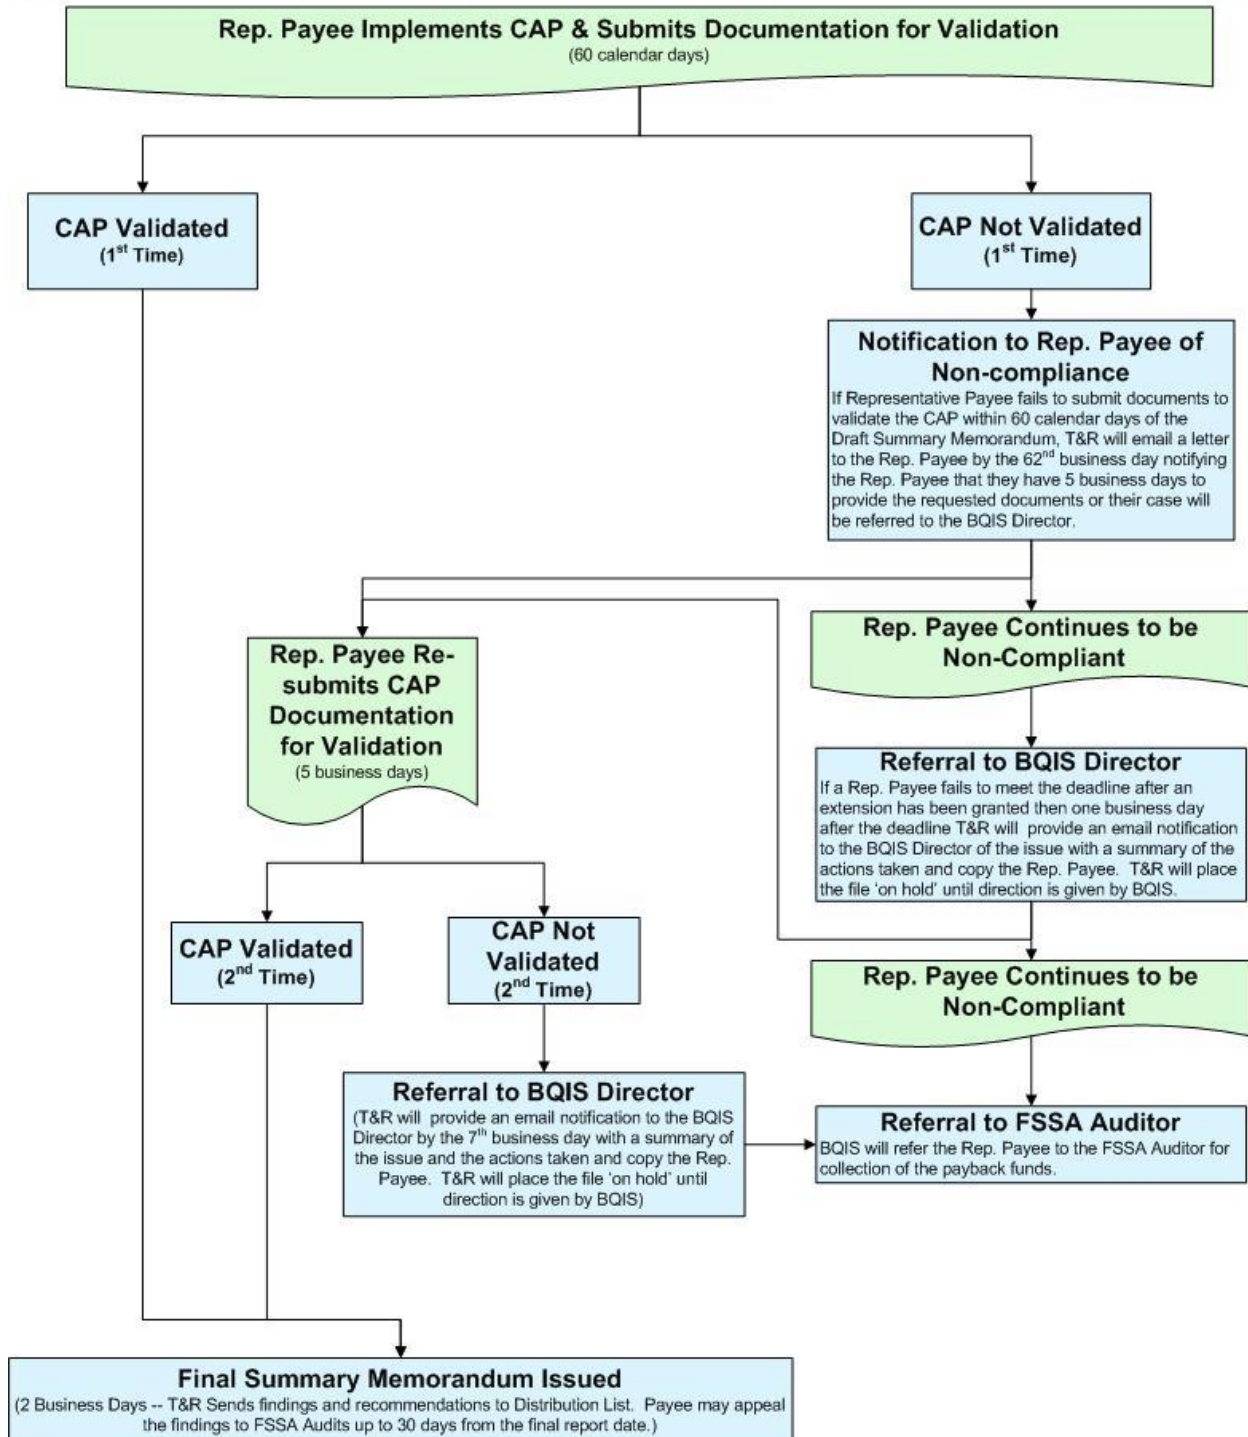 Rep. Payee Implements CAP & Submits Documentation for Validation
(60 calendar days)
CAP Validated
(1st Time)
CAP Not Validated
(1st Time)
Notification to Rep. Payee of
Non-compliance
If Representative Payee fails to submit documents to
validate the CAP within 60 calendar days of the
Draft Summary Memorandum, T&R will email a letter
to the Rep. Payee by the 62nd business day notifying
the Rep. Payee that they have 5 business days to
provide the requested documents or their case will
be referred to the BQIS Director.
Rep. Payee Continues to be
Non-Compliant
Rep. Payee Re-
submits CAP
Documentation
for Validation
(5 business days)
Referral to BQIS Director
If a Rep. Payee fails to meet the deadline after an
extension has been granted then one business day
after the deadline T&R will provide an email notification
to the BQIS Director of the issue with a summary of the
actions taken and copy the Rep. Payee. T&R will place
the file 'on hold' until direction is given by BQIS.
CAP Validated
(2nd Time)
CAP Not
Validated
(2nd Time)
Rep. Payee Continues to be
Non-Compliant
Referral to BQIS Director
(T&R will provide an email notification to the BQIS
Director by the 7th business day with a summary of
the issue and the actions taken and copy the Rep.
Payee. T&R will place the file 'on hold' until
direction is given by BQIS)
Referral to FSSA Auditor
BQIS will refer the Rep. Payee to the FSSA Auditor for
collection of the payback funds.
Final Summary Memorandum Issued
(2 Business Days -- T&R Sends findings and recommendations to Distribution List. Payee may appeal
the findings to FSSA Audits up to 30 days from the final report date.)